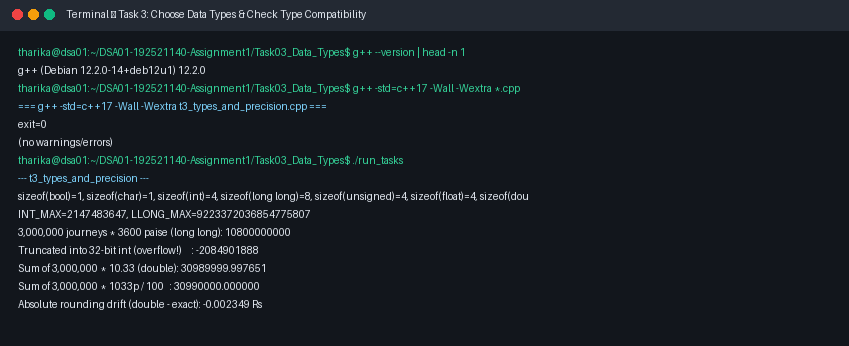 Terminal ▯ Task 3: Choose Data Types & Check Type Compatibility
tharika@dsa01:~/DSA01-192521140-Assignment1/Task03_Data_Types$ g++ --version | head -n 1
g++ (Debian 12.2.0-14+deb12u1) 12.2.0
tharika@dsa01:~/DSA01-192521140-Assignment1/Task03_Data_Types$ g++ -std=c++17 -Wall -Wextra *.cpp
=== g++ -std=c++17 -Wall -Wextra t3_types_and_precision.cpp ===
exit=0
(no warnings/errors)
tharika@dsa01:~/DSA01-192521140-Assignment1/Task03_Data_Types$ ./run_tasks
--- t3_types_and_precision ---
sizeof(bool)=1, sizeof(char)=1, sizeof(int)=4, sizeof(long long)=8, sizeof(unsigned)=4, sizeof(float)=4, sizeof(dou
INT_MAX=2147483647, LLONG_MAX=9223372036854775807
3,000,000 journeys * 3600 paise (long long): 10800000000
Truncated into 32-bit int (overflow!) : -2084901888
Sum of 3,000,000 * 10.33 (double): 30989999.997651
Sum of 3,000,000 * 1033p / 100 : 30990000.000000
Absolute rounding drift (double - exact): -0.002349 Rs